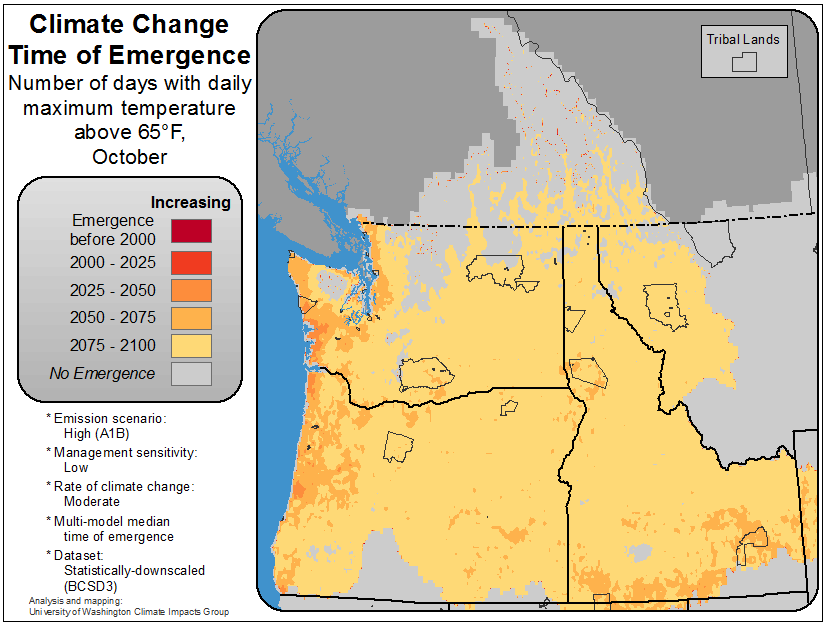 Climate Change
Time of Emergence
Number of days with daily
maximum temperature
above 65°F,
October
Tribal Lands
Increasing
Emergence
before 2000
2000 - 2025
2025 - 2050
2050 - 2075
2075 - 2100
No Emergence
* Emission scenario:
High (A1B)
* Management sensitivity:
Low
* Rate of climate change:
Moderate
* Multi-model median
time of emergence
* Dataset:
Statistically-downscaled
(BCSD3)
Analysis and mapping:
University of Washington Climate Impacts Group